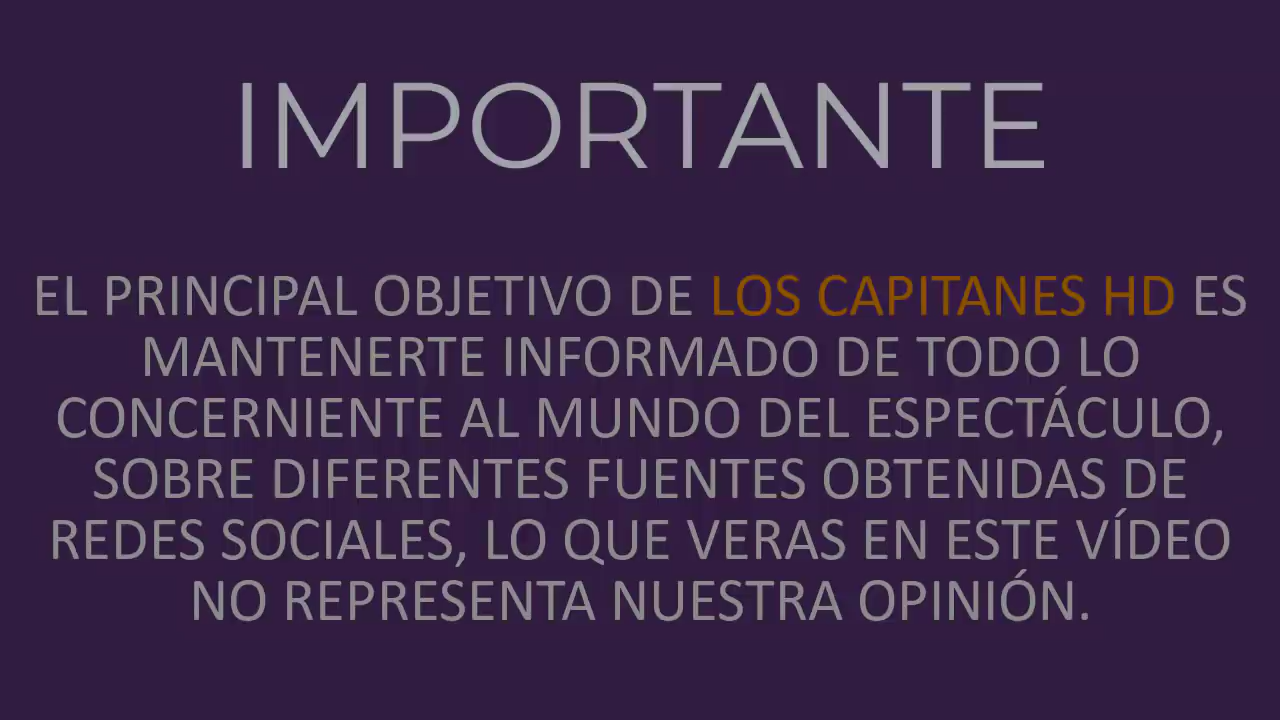 IMPORTANTE
EL PRINCIPAL OBJETIVO DE LOS CAPITANES HD ES
MANTENERTE INFORMADO DE TODO LO
CONCERNIENTE AL MUNDO DEL ESPECTÁCULO,
SOBRE DIFERENTES FUENTES OBTENIDAS DE
REDES SOCIALES, LO QUE VERAS EN ESTE VÍDEO
NO REPRESENTA NUESTRA OPINIÓN.